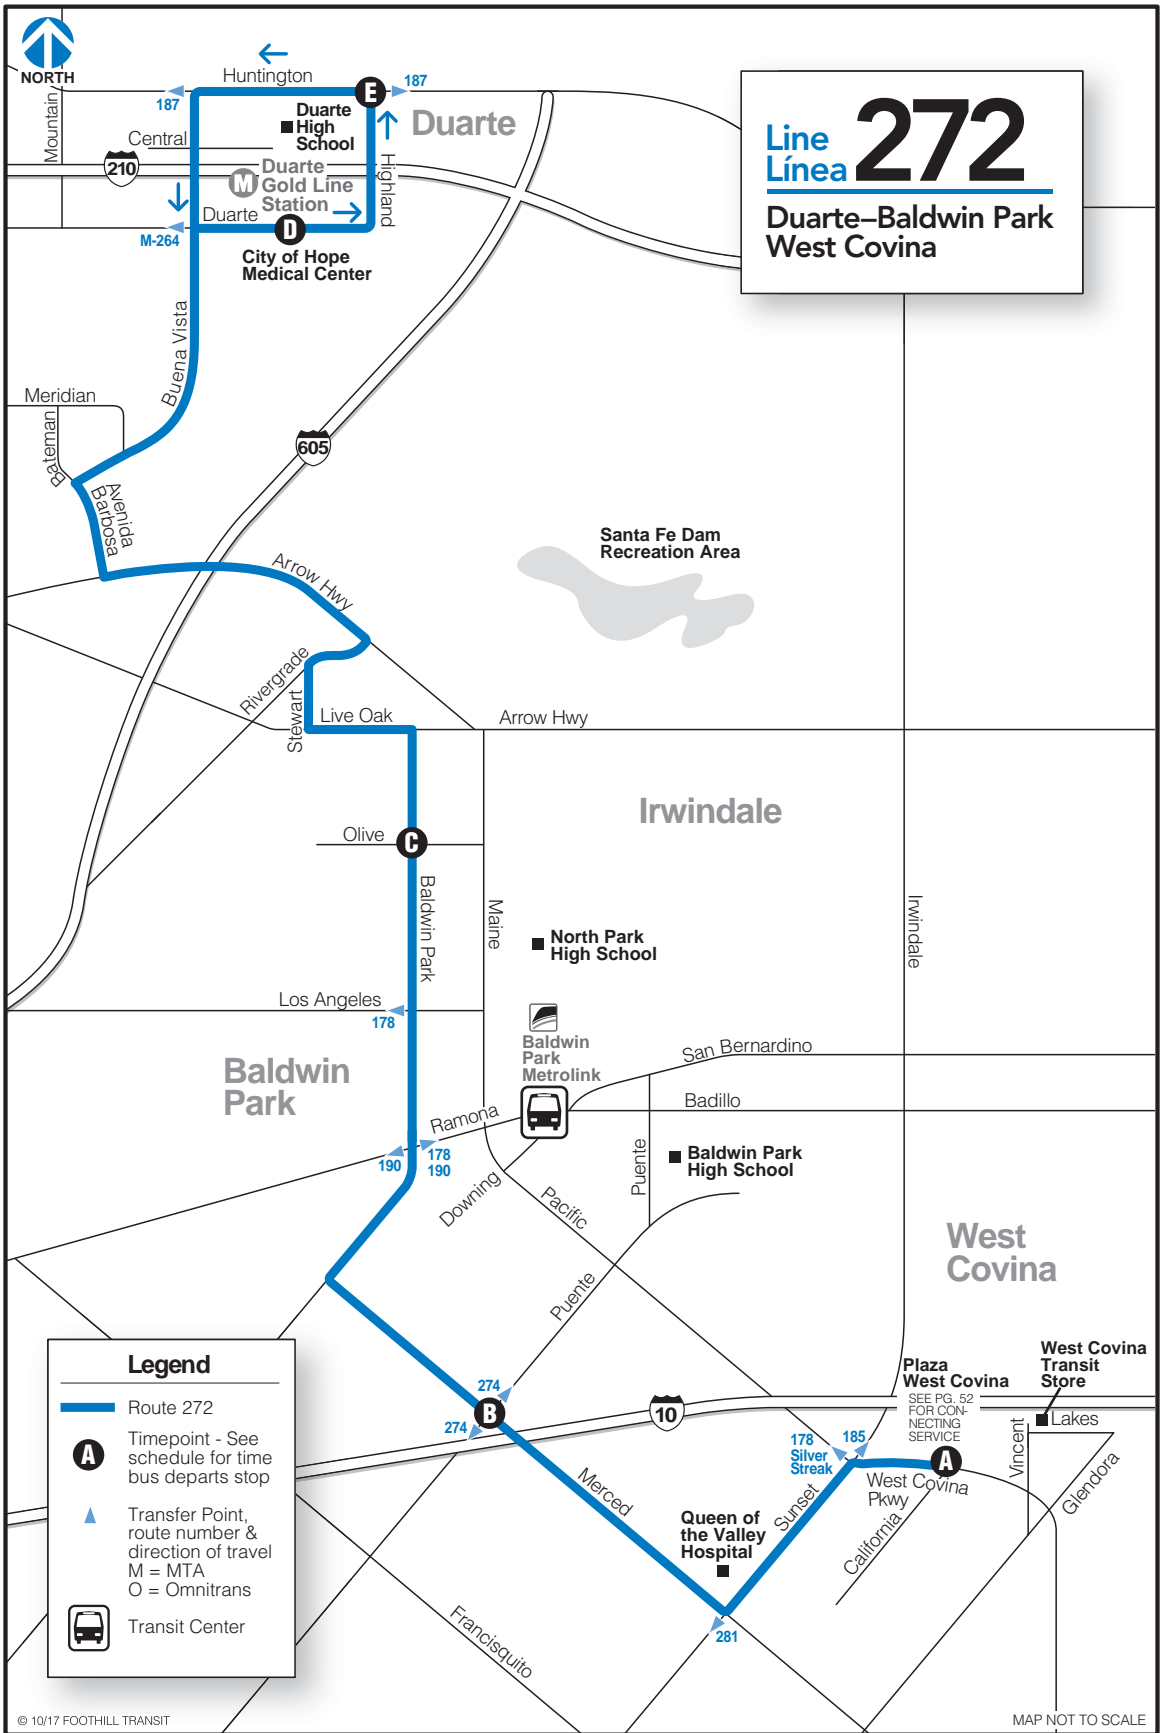 NORTH
Huntington
187
187
E
Duarte
High
School
Duarte
Mountain
Central
210
M
Duarte
Gold Line
Station
Highland
Duarte
D
M-264
City of Hope
Medical Center
Line
Línea
272
Duarte–Baldwin Park
West Covina
Buena Vista
Meridian
Bateman
Avenida
Barbosa
605
Arrow Hwy
Santa Fe Dam
Recreation Area
Rivergrade
Stewart
Live Oak
Arrow Hwy
Irwindale
Olive
C
Baldwin Park
Maine
Irwindale
North Park
High School
Los Angeles
178
Baldwin
Park
Metrolink
San Bernardino
Baldwin
Park
Ramona
Badillo
190
178
190
Puente
Baldwin Park
High School
Downing
Pacific
West
Covina
Puente
West Covina
Transit
Store
Plaza
West Covina
SEE PG. 52
FOR CON-
NECTING
SERVICE
Lakes
Vincent
Glendora
274
B
274
10
178
Silver
Streak
185
A
West Covina
Pkwy
California
Merced
Sunset
Queen of
the Valley
Hospital
281
Francisquito
Legend
Route 272
A
Timepoint - See
schedule for time
bus departs stop
Transfer Point,
route number &
direction of travel
M = MTA
O = Omnitrans
Transit Center
© 10/17 FOOTHILL TRANSIT
MAP NOT TO SCALE